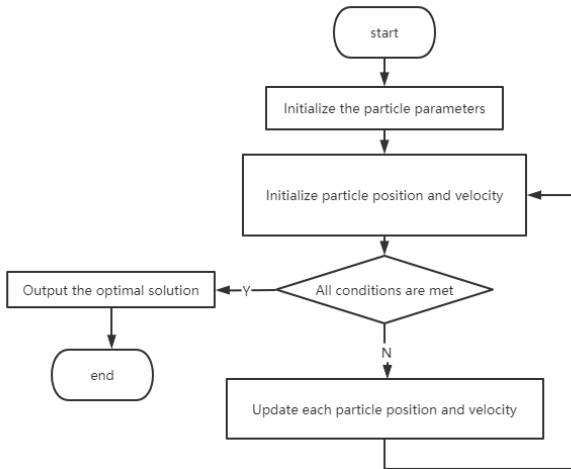 start
Initialize the particle parameters
Initialize particle position and velocity
All conditions are met
Y
Output the optimal solution
N
end
Update each particle position and velocity